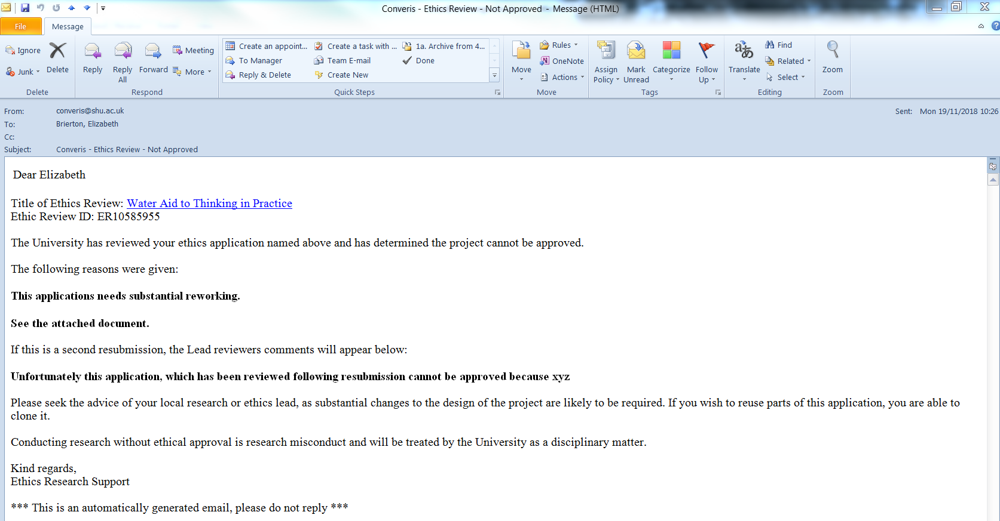 Converis - Ethics Review - Not Approved - Message (HTML)
File Message
Ignore
Junk
Delete
Delete
Reply
Reply All
Forward
Meeting
More
Respond
Create an appoint...
To Manager
Reply & Delete
Create a task with ...
Team E-mail
Create New
1a. Archive from 4...
Done
Quick Steps
Move
Rules
OneNote
Actions
Move
Assign Policy
Mark Unread
Categorize
Follow Up
Tags
Translate
Find
Related
Select
Editing
Zoom
Zoom
From: converis@shu.ac.uk
Sent: Mon 19/11/2018 10:26
To: Brierton, Elizabeth
Cc:
Subject: Converis - Ethics Review - Not Approved
Dear Elizabeth
Title of Ethics Review: Water Aid to Thinking in Practice
Ethic Review ID: ER10585955
The University has reviewed your ethics application named above and has determined the project cannot be approved.
The following reasons were given:
This applications needs substantial reworking.
See the attached document.
If this is a second resubmission, the Lead reviewers comments will appear below:
Unfortunately this application, which has been reviewed following resubmission cannot be approved because xyz
Please seek the advice of your local research or ethics lead, as substantial changes to the design of the project are likely to be required. If you wish to reuse parts of this application, you are able to
clone it.
Conducting research without ethical approval is research misconduct and will be treated by the University as a disciplinary matter.
Kind regards,
Ethics Research Support
*** This is an automatically generated email, please do not reply ***